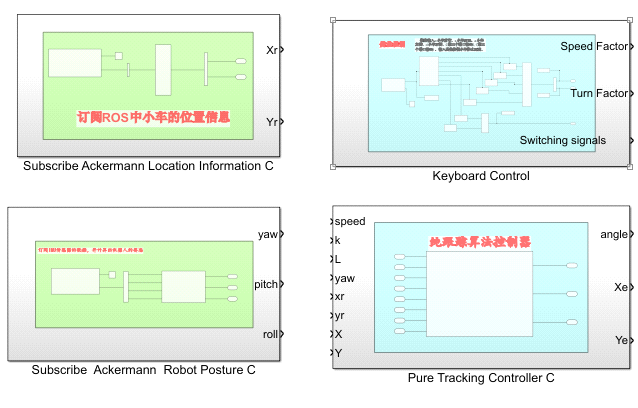 Xr
订阅ROS中小车的位置信息
Yr
Subscribe Ackermann Location Information C
Speed Factor
Turn Factor
Switching signals
Keyboard Control
yaw
pitch
roll
Subscribe Ackermann Robot Posture C
speed
k
L
yaw
xr
yr
X
Y
纯跟踪算法控制器
angle
Xe
Ye
Pure Tracking Controller C